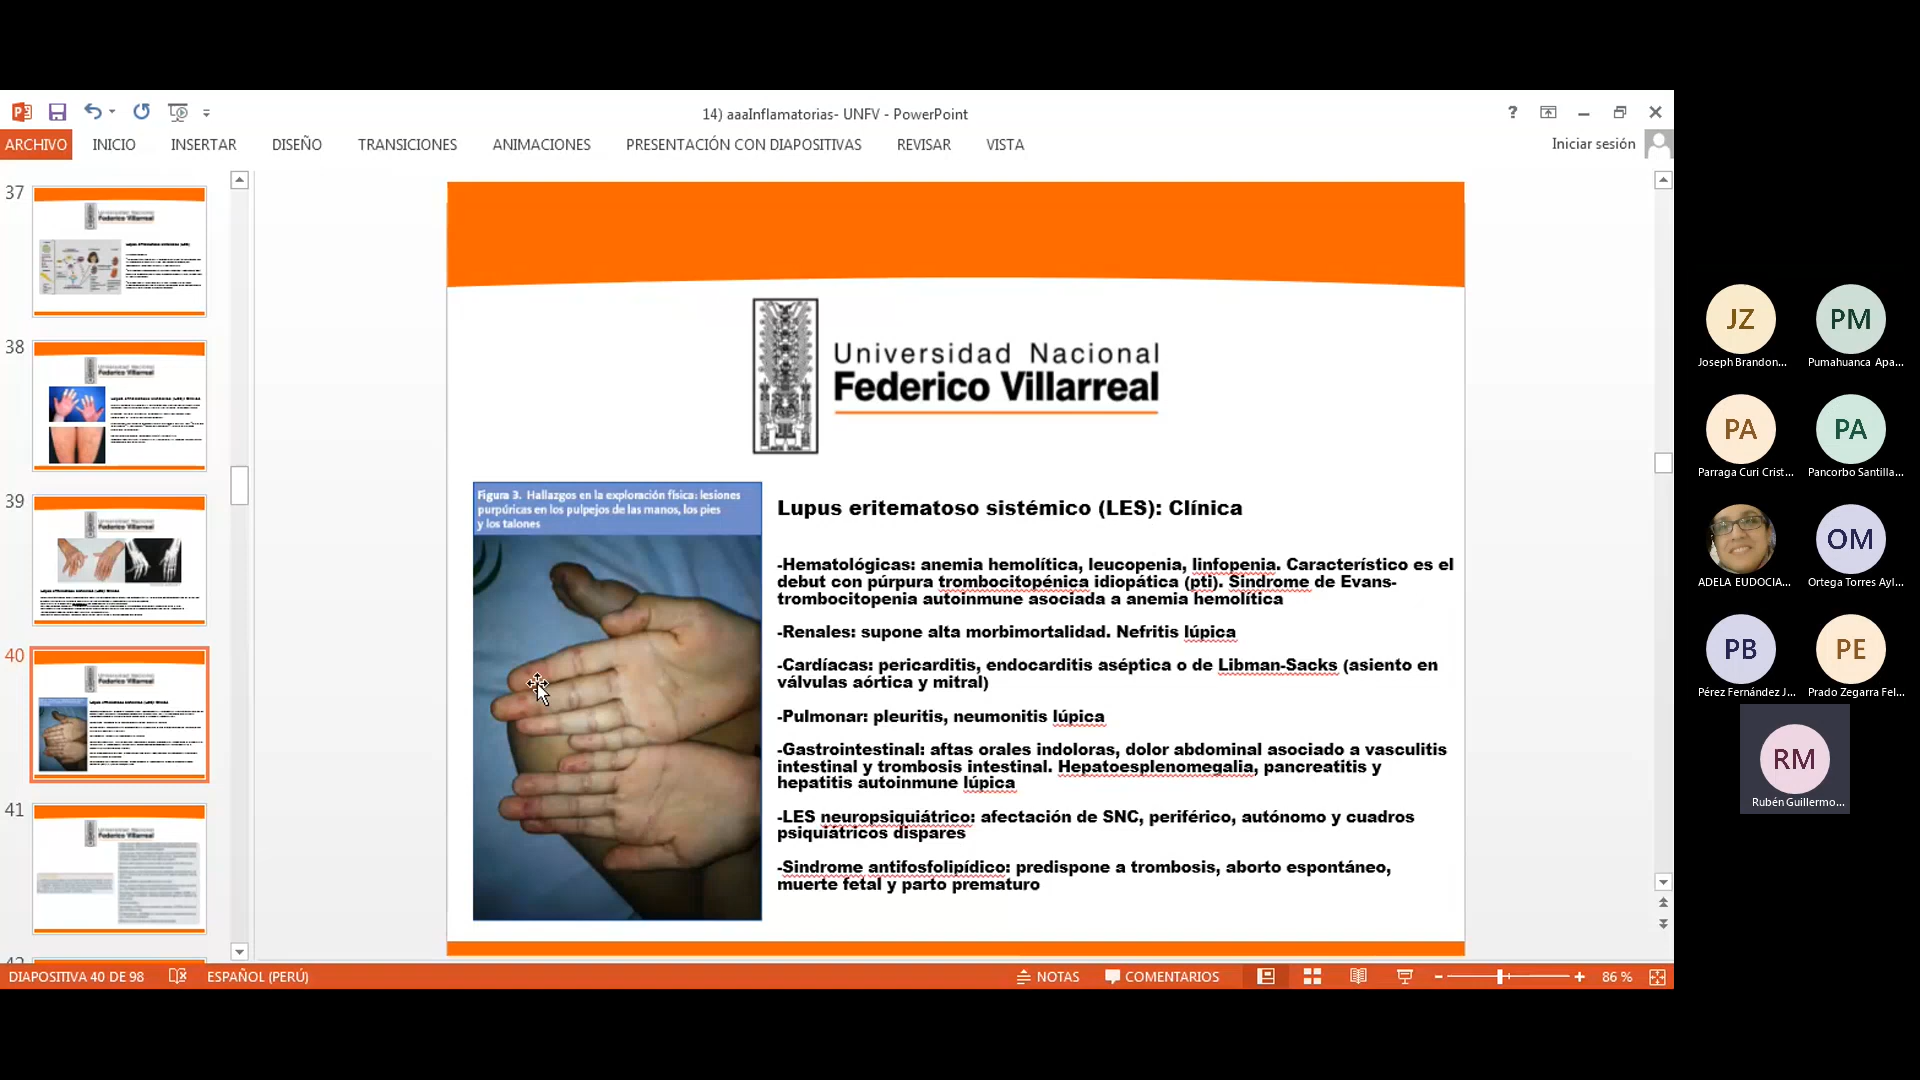 14) aaaInflamatorias- UNFV - PowerPoint
ARCHIVO INICIO INSERTAR DISEÑO TRANSICIONES ANIMACIONES PRESENTACIÓN CON DIAPOSITIVAS REVISAR VISTA
Iniciar sesión
37
38
39
40
41
Universidad Nacional
Federico Villarreal
Figura 3. Hallazgos en la exploración física: lesiones
purpúricas en los pulpejos de las manos, los pies
y los talones
Lupus eritematoso sistémico (LES): Clínica
-Hematológicas: anemia hemolítica, leucopenia, linfopenia. Característico es el
debut con púrpura trombocitopénica idiopática (pti). Síndrome de Evans-
trombocitopenia autoinmune asociada a anemia hemolítica
-Renales: supone alta morbimortalidad. Nefritis lúpica
-Cardíacas: pericarditis, endocarditis aséptica o de Libman-Sacks (asiento en
válvulas aórtica y mitral)
-Pulmonar: pleuritis, neumonitis lúpica
-Gastrointestinal: aftas orales indoloras, dolor abdominal asociado a vasculitis
intestinal y trombosis intestinal. Hepatoesplenomegalia, pancreatitis y
hepatitis autoinmune lúpica
-LES neuropsiquiátrico: afectación de SNC, periférico, autónomo y cuadros
psiquiátricos dispares
-Síndrome antifosfolipídico: predispone a trombosis, aborto espontáneo,
muerte fetal y parto prematuro
DIAPOSITIVA 40 DE 98 ESPAÑOL (PERÚ) NOTAS COMENTARIOS 86 %
JZ PM
Joseph Brandon... Pumahuanca Apa...
PA PA
Parraga Curi Crist... Pancorbo Santilla...
OM
ADELA EUDOCIA... Ortega Torres Ayl...
PB PE
Pérez Fernández J... Prado Zegarra Fel...
RM
Rubén Guillermo...